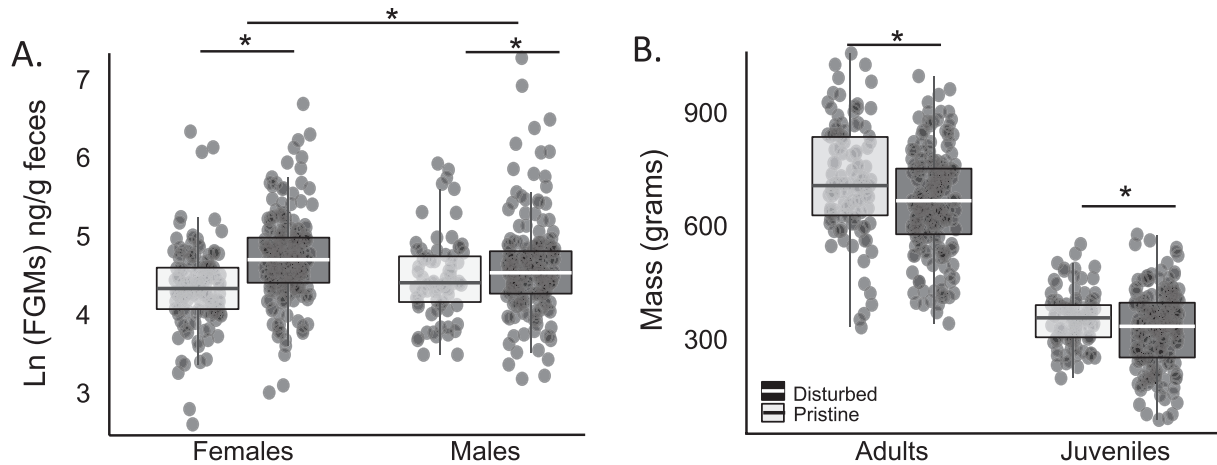 A.
*
*
*
Ln (FGMs) ng/g feces
7
6
5
4
3
Females
Males
B.
*
*
Mass (grams)
900
600
300
Disturbed
Pristine
Adults
Juveniles